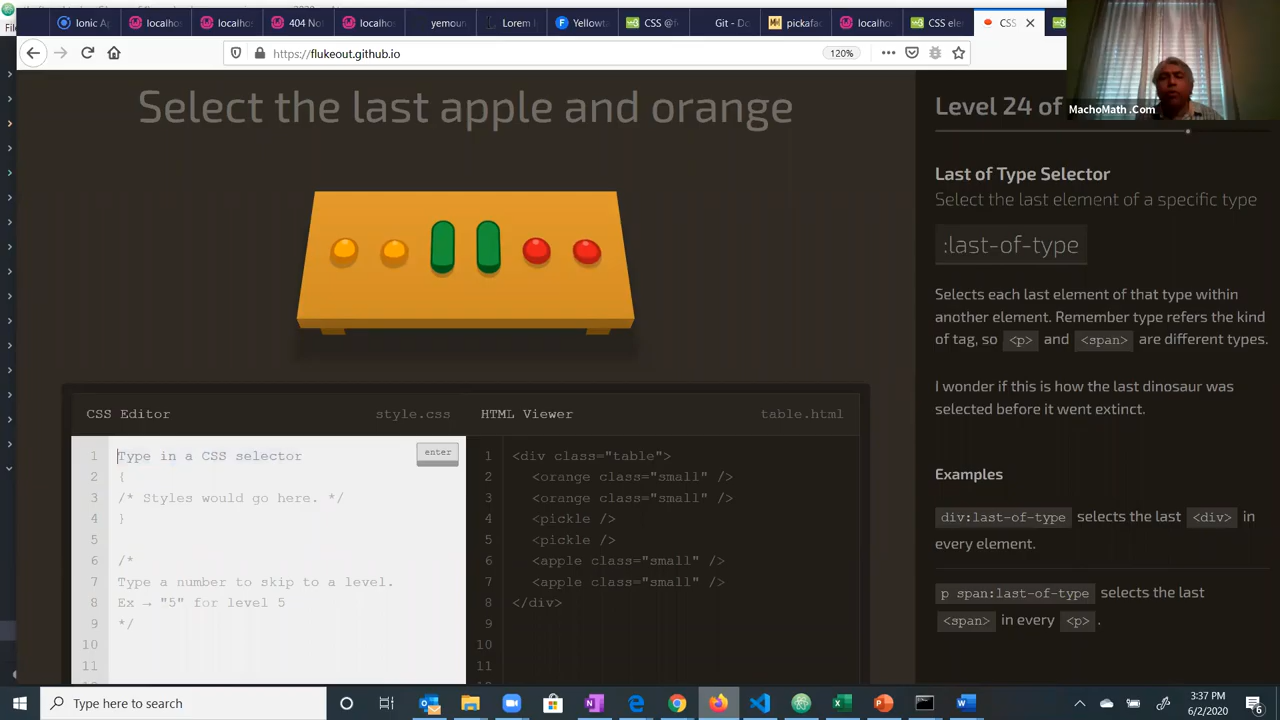 Ionic A
localhos
localhos
404 No
localhos
yemoun
Lorem I
Yellowta
CSS @f
Git - Do
pickafac
localhos
CSS ele
CSS
https://flukeout.github.io
120%
MachoMath .Com
Select the last apple and orange
CSS Editor
style.css
HTML Viewer
table.html
1 Type in a CSS selector
enter
2 {
3 /* Styles would go here. */
4 }
5
6 /*
7 Type a number to skip to a level.
8 Ex → "5" for level 5
9 */
10
11
1 <div class="table">
2 <orange class="small" />
3 <orange class="small" />
4 <pickle />
5 <pickle />
6 <apple class="small" />
7 <apple class="small" />
8 </div>
9
10
11
Level 24 of
Last of Type Selector
Select the last element of a specific type
:last-of-type
Selects each last element of that type within
another element. Remember type refers the kind
of tag, so <p> and <span> are different types.
I wonder if this is how the last dinosaur was
selected before it went extinct.
Examples
div:last-of-type selects the last <div> in
every element.
p span:last-of-type selects the last
<span> in every <p> .
Type here to search
3:37 PM
6/2/2020
6